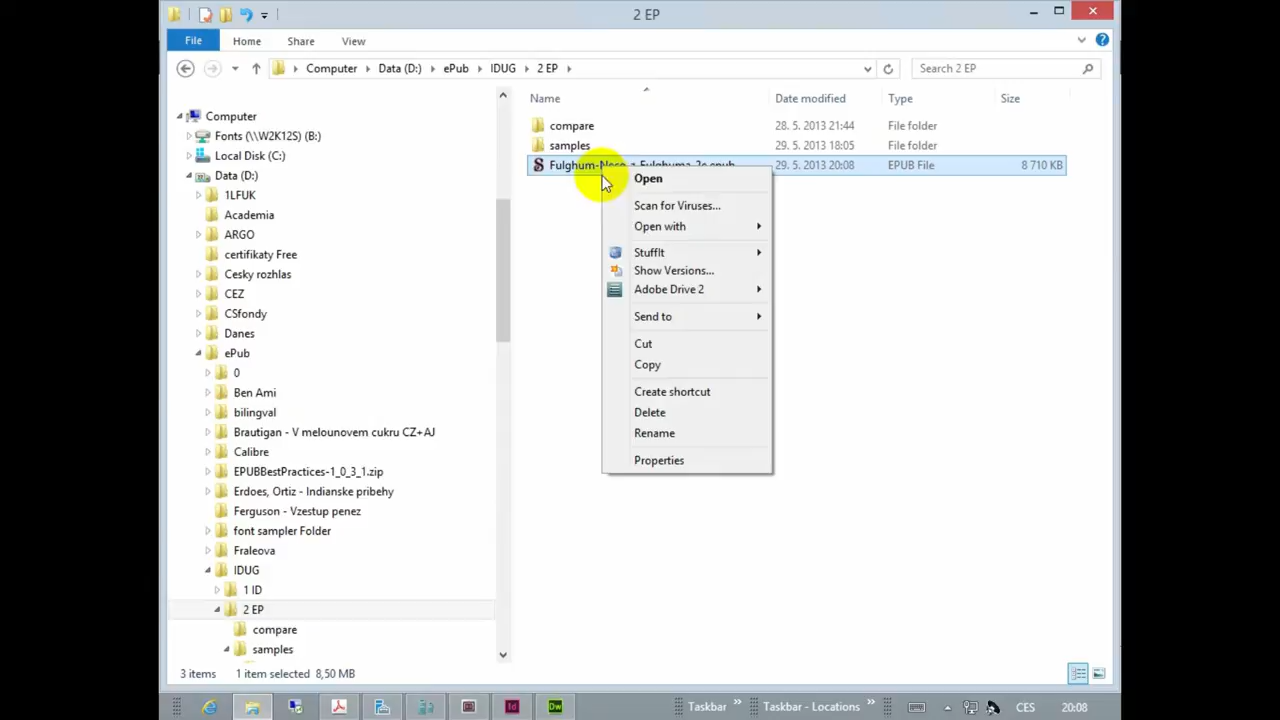 2 EP
File
Home
Share
View
Computer
Data (D:)
ePub
IDUG
2 EP
Search 2 EP
Name
Date modified
Type
Size
compare
28. 5. 2013 21:44
File folder
samples
29. 5. 2013 18:05
File folder
29. 5. 2013 20:08
EPUB File
8 710 KB
Computer
Fonts (\\W2K12S) (B:)
Local Disk (C:)
Data (D:)
1LFUK
Academia
ARGO
certifikaty Free
Cesky rozhlas
CEZ
CSfondy
Danes
ePub
0
Ben Ami
bilingval
Brautigan - V melounovem cukru CZ+AJ
Calibre
EPUBBestPractices-1_0_3_1.zip
Erdoes, Ortiz - Indianske pribehy
Ferguson - Vzestup penez
font sampler Folder
Fraleova
IDUG
1 ID
2 EP
compare
samples
Open
Scan for Viruses...
Open with
StuffIt
Show Versions...
Adobe Drive 2
Send to
Cut
Copy
Create shortcut
Delete
Rename
Properties
3 items
1 item selected 8,50 MB
Id
Dw
Taskbar
Taskbar - Locations
CES
20:08